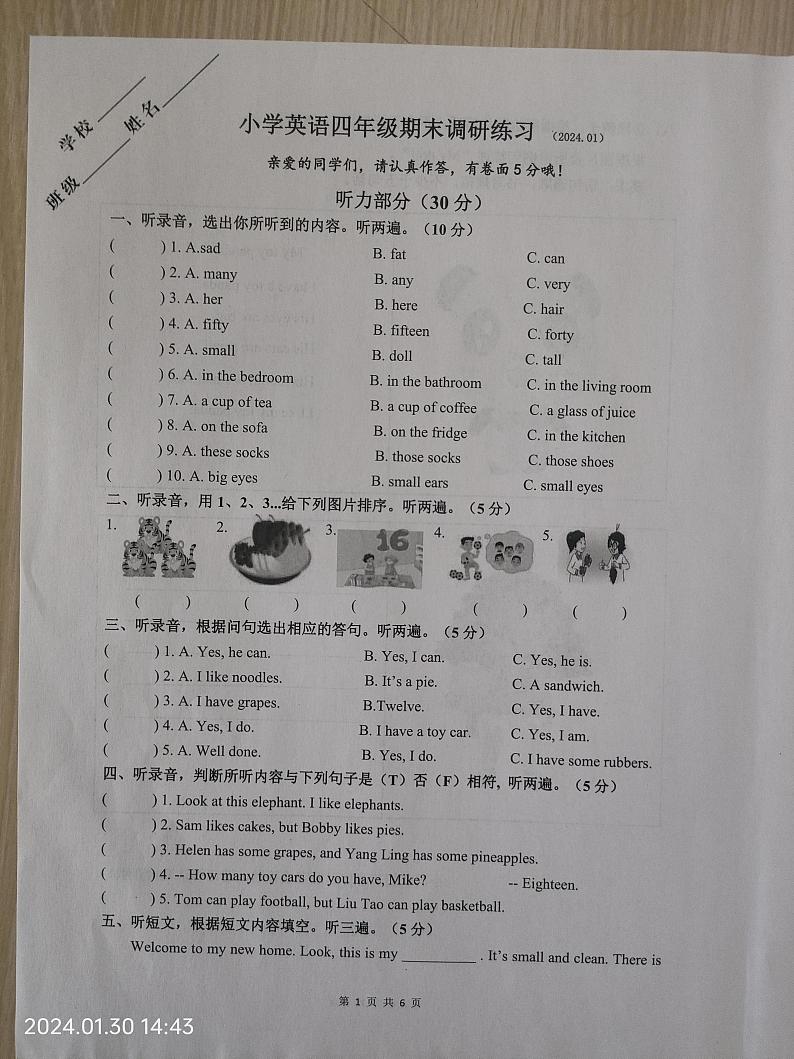 学校 ______
班级 ______ 姓名 ______
小学英语四年级期末调研练习 （2024.01）
亲爱的同学们，请认真作答，有卷面 5 分哦！
听力部分（30 分）
一、听录音，选出你所听到的内容。听两遍。（10 分）
(      ) 1. A.sad    B. fat    C. can
(      ) 2. A. many    B. any    C. very
(      ) 3. A. her    B. here    C. hair
(      ) 4. A. fifty    B. fifteen    C. forty
(      ) 5. A. small    B. doll    C. tall
(      ) 6. A. in the bedroom    B. in the bathroom    C. in the living room
(      ) 7. A. a cup of tea    B. a cup of coffee    C. a glass of juice
(      ) 8. A. on the sofa    B. on the fridge    C. in the kitchen
(      ) 9. A. these socks    B. those socks    C. those shoes
(      ) 10. A. big eyes    B. small ears    C. small eyes
二、听录音，用 1、2、3...给下列图片排序。听两遍。（5 分）
1.    2.    3.    4.    5.
16
(      )    (      )    (      )    (      )    (      )
三、听录音，根据问句选出相应的答句。听两遍。（5 分）
(      ) 1. A. Yes, he can.    B. Yes, I can.    C. Yes, he is.
(      ) 2. A. I like noodles.    B. It’s a pie.    C. A sandwich.
(      ) 3. A. I have grapes.    B.Twelve.    C. Yes, I have.
(      ) 4. A. Yes, I do.    B. I have a toy car.    C. Yes, I am.
(      ) 5. A. Well done.    B. Yes, I do.    C. I have some rubbers.
四、听录音，判断所听内容与下列句子是（T）否（F）相符, 听两遍。（5 分）
(      ) 1. Look at this elephant. I like elephants.
(      ) 2. Sam likes cakes, but Bobby likes pies.
(      ) 3. Helen has some grapes, and Yang Ling has some pineapples.
(      ) 4. -- How many toy cars do you have, Mike?    -- Eighteen.
(      ) 5. Tom can play football, but Liu Tao can play basketball.
五、听短文，根据短文内容填空。听三遍。（5 分）
Welcome to my new home. Look, this is my __________ . It’s small and clean. There is
第 1 页 共 6 页
2024.01.30 14:43